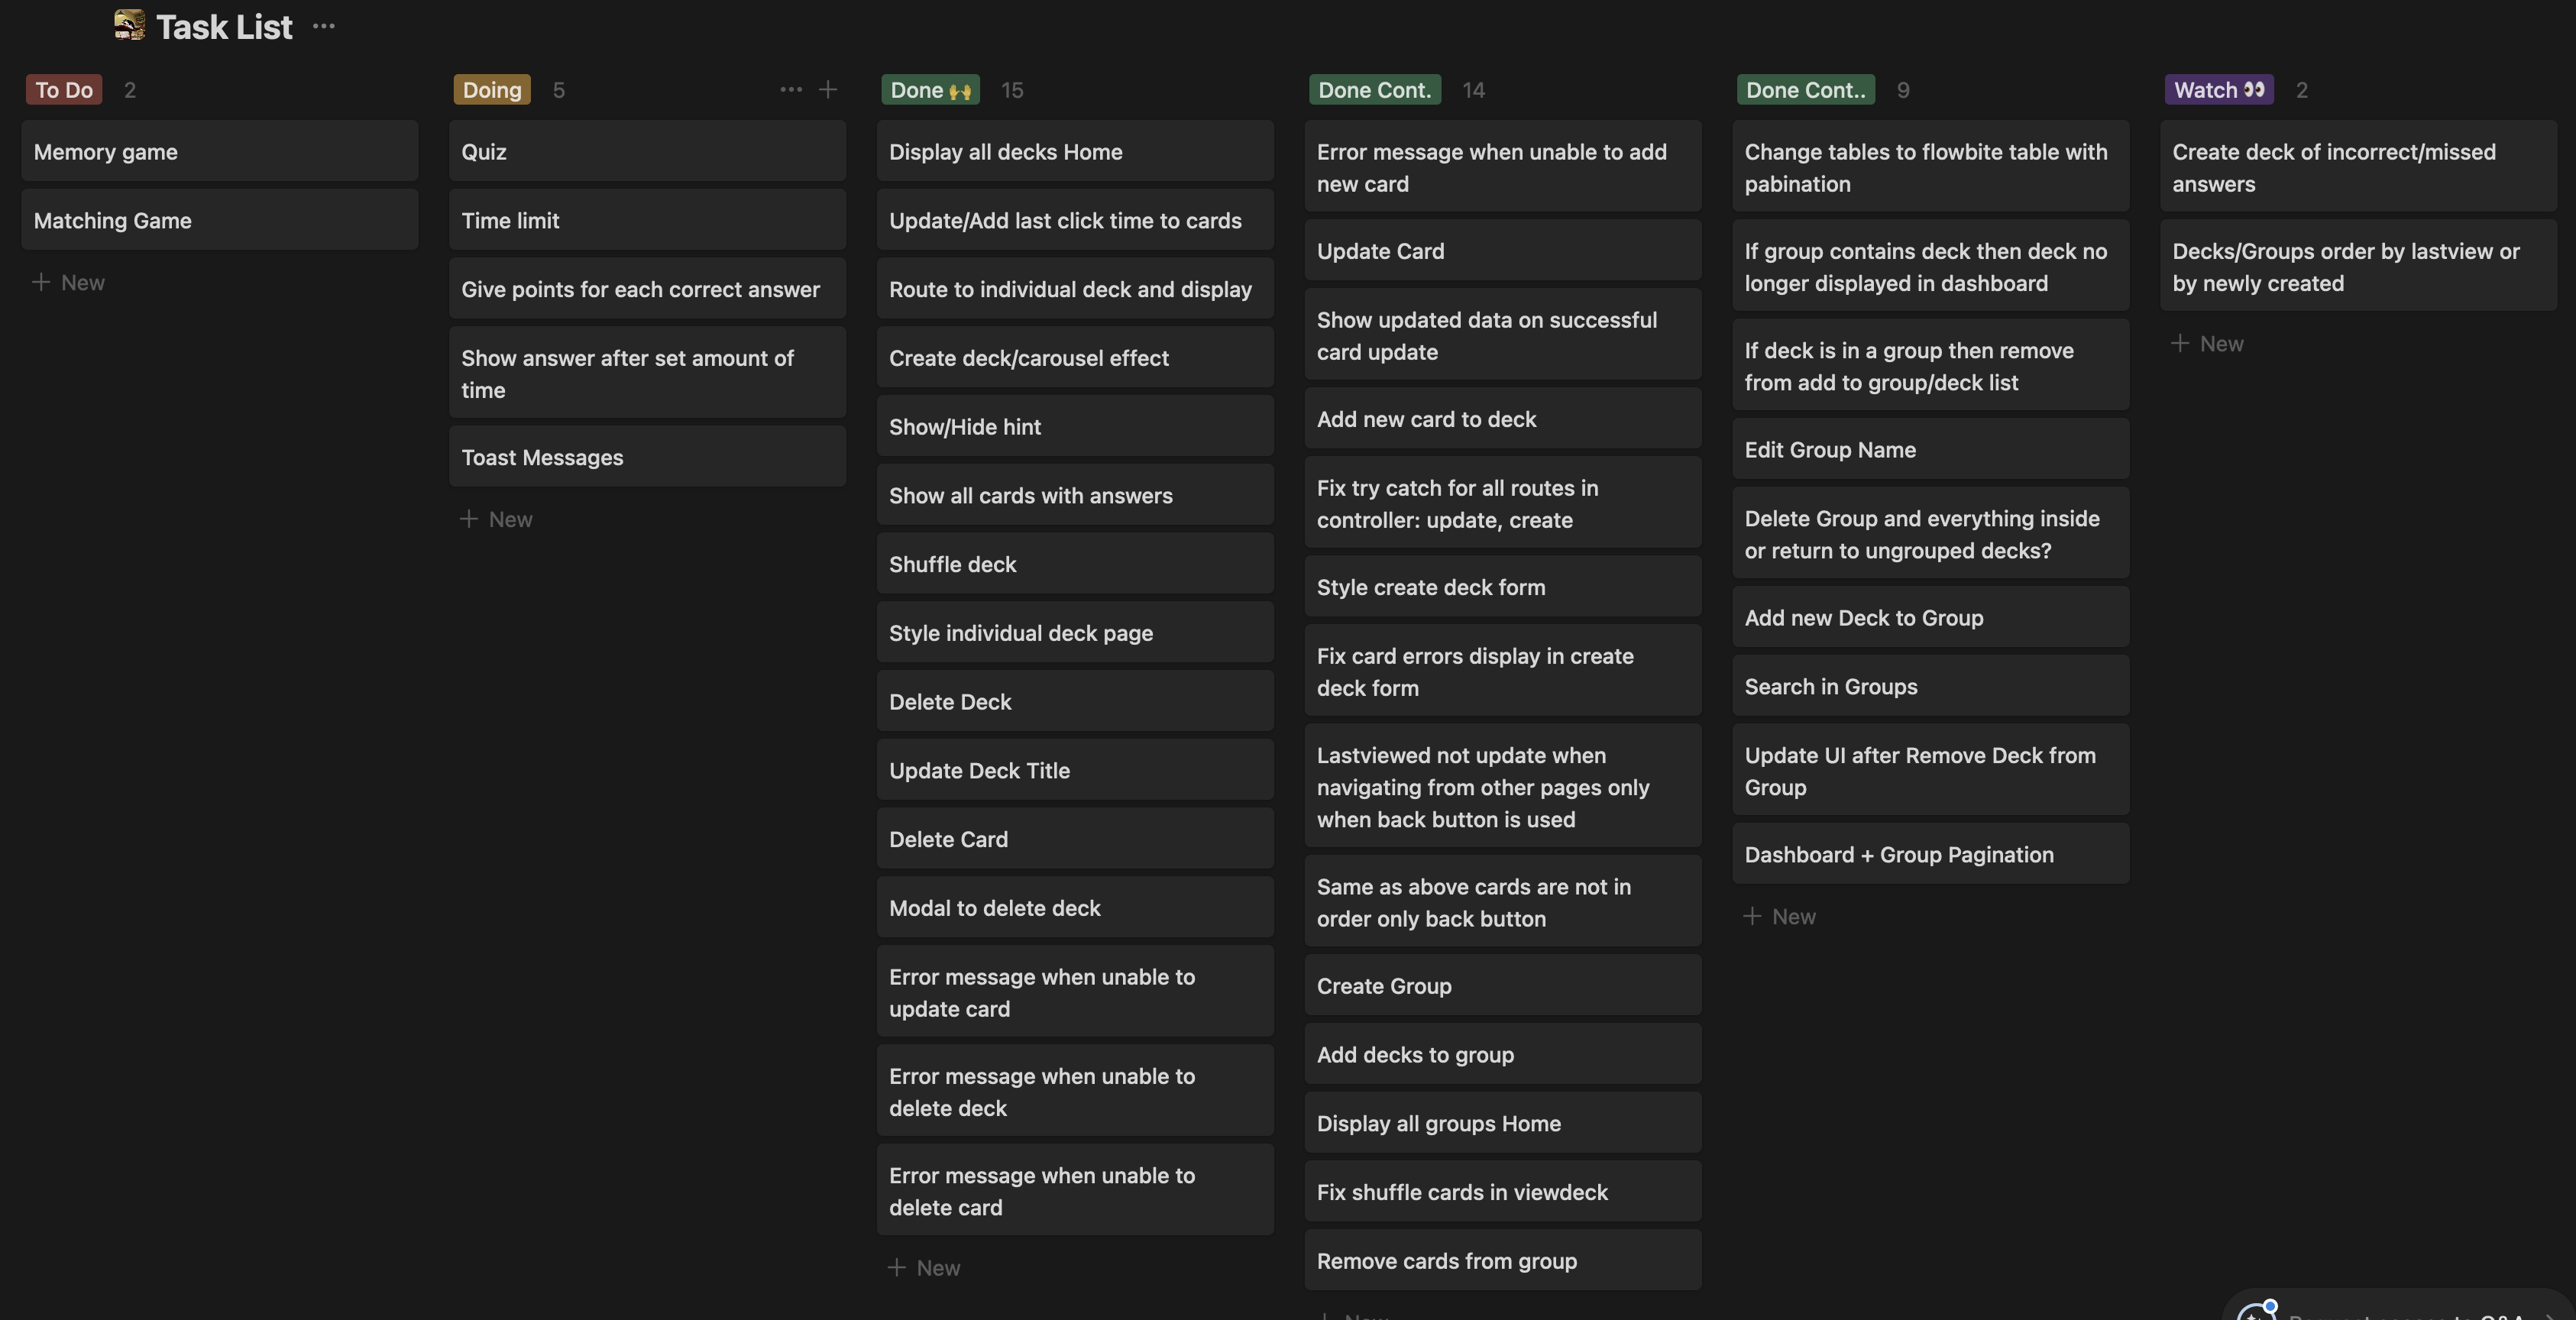 Task List
To Do 2
Memory game
Matching Game
+ New
Doing 5
Quiz
Time limit
Give points for each correct answer
Show answer after set amount of
time
Toast Messages
+ New
Done 🙌 15
Display all decks Home
Update/Add last click time to cards
Route to individual deck and display
Create deck/carousel effect
Show/Hide hint
Show all cards with answers
Shuffle deck
Style individual deck page
Delete Deck
Update Deck Title
Delete Card
Modal to delete deck
Error message when unable to
update card
Error message when unable to
delete deck
Error message when unable to
delete card
+ New
Done Cont. 14
Error message when unable to add
new card
Update Card
Show updated data on successful
card update
Add new card to deck
Fix try catch for all routes in
controller: update, create
Style create deck form
Fix card errors display in create
deck form
Lastviewed not update when
navigating from other pages only
when back button is used
Same as above cards are not in
order only back button
Create Group
Add decks to group
Display all groups Home
Fix shuffle cards in viewdeck
Remove cards from group
Done Cont.. 9
Change tables to flowbite table with
pabination
If group contains deck then deck no
longer displayed in dashboard
If deck is in a group then remove
from add to group/deck list
Edit Group Name
Delete Group and everything inside
or return to ungrouped decks?
Add new Deck to Group
Search in Groups
Update UI after Remove Deck from
Group
Dashboard + Group Pagination
+ New
Watch 👀 2
Create deck of incorrect/missed
answers
Decks/Groups order by lastview or
by newly created
+ New